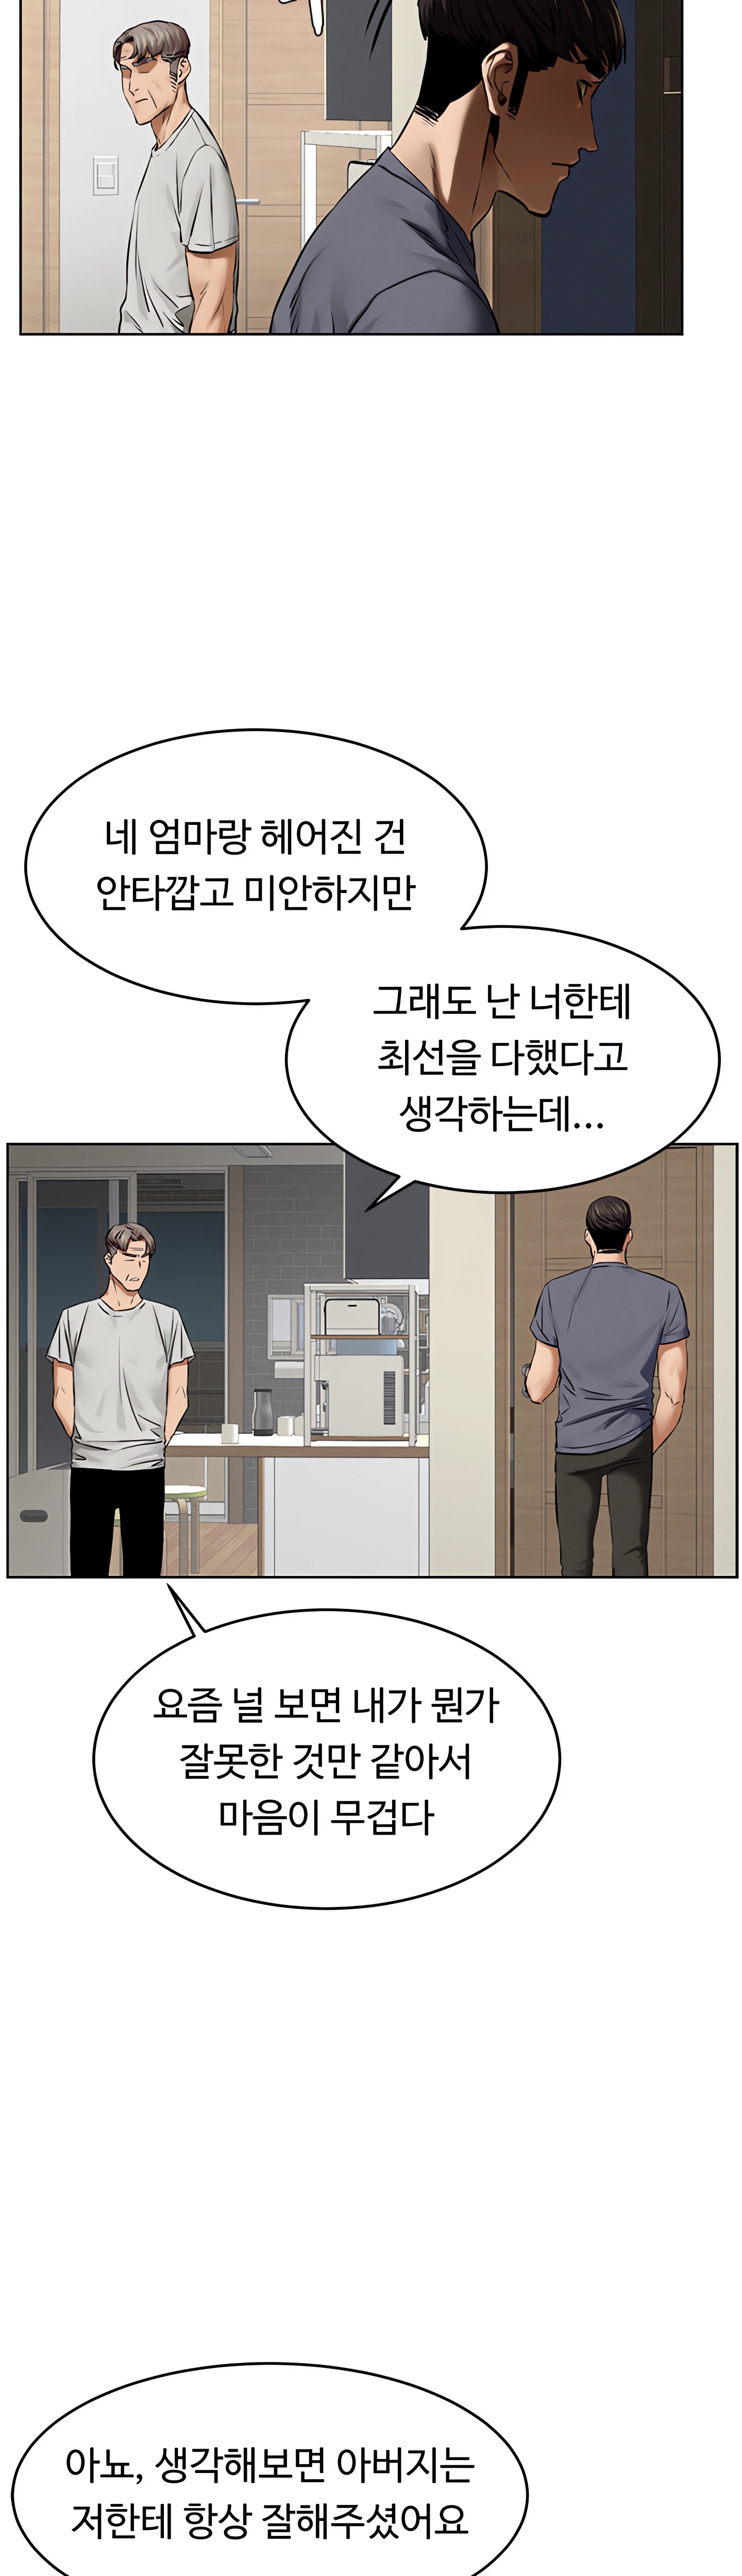 네 엄마랑 헤어진 건
안타깝고 미안하지만
그래도 난 너한테
최선을 다했다고
생각하는데...
요즘 널 보면 내가 뭔가
잘못한 것만 같아서
마음이 무겁다
아뇨, 생각해보면 아버지는
저한테 항상 잘해주셨어요